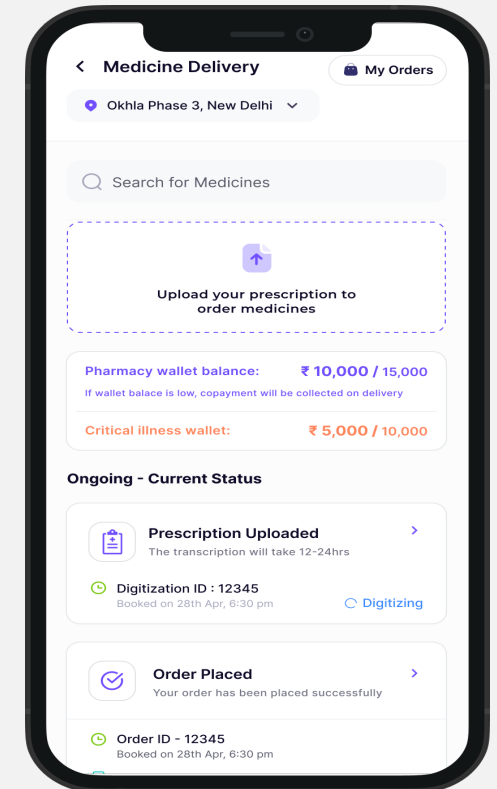 Medicine Delivery
My Orders
Okhla Phase 3, New Delhi
Search for Medicines
Upload your prescription to
order medicines
Pharmacy wallet balance: ₹ 10,000 / 15,000
If wallet balace is low, copayment will be collected on delivery
Critical illness wallet: ₹ 5,000 / 10,000
Ongoing - Current Status
Prescription Uploaded
The transcription will take 12-24hrs
Digitization ID : 12345
Booked on 28th Apr, 6:30 pm
Digitizing
Order Placed
Your order has been placed successfully
Order ID - 12345
Booked on 28th Apr, 6:30 pm